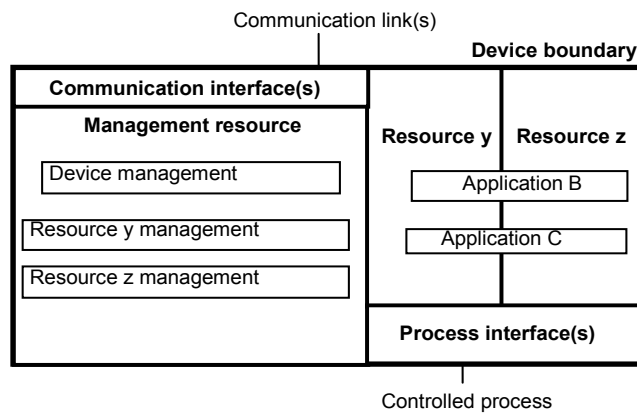 Communication link(s)
Device boundary
Communication interface(s)
Management resource
Device management
Resource y management
Resource z management
Resource y
Resource z
Application B
Application C
Process interface(s)
Controlled process